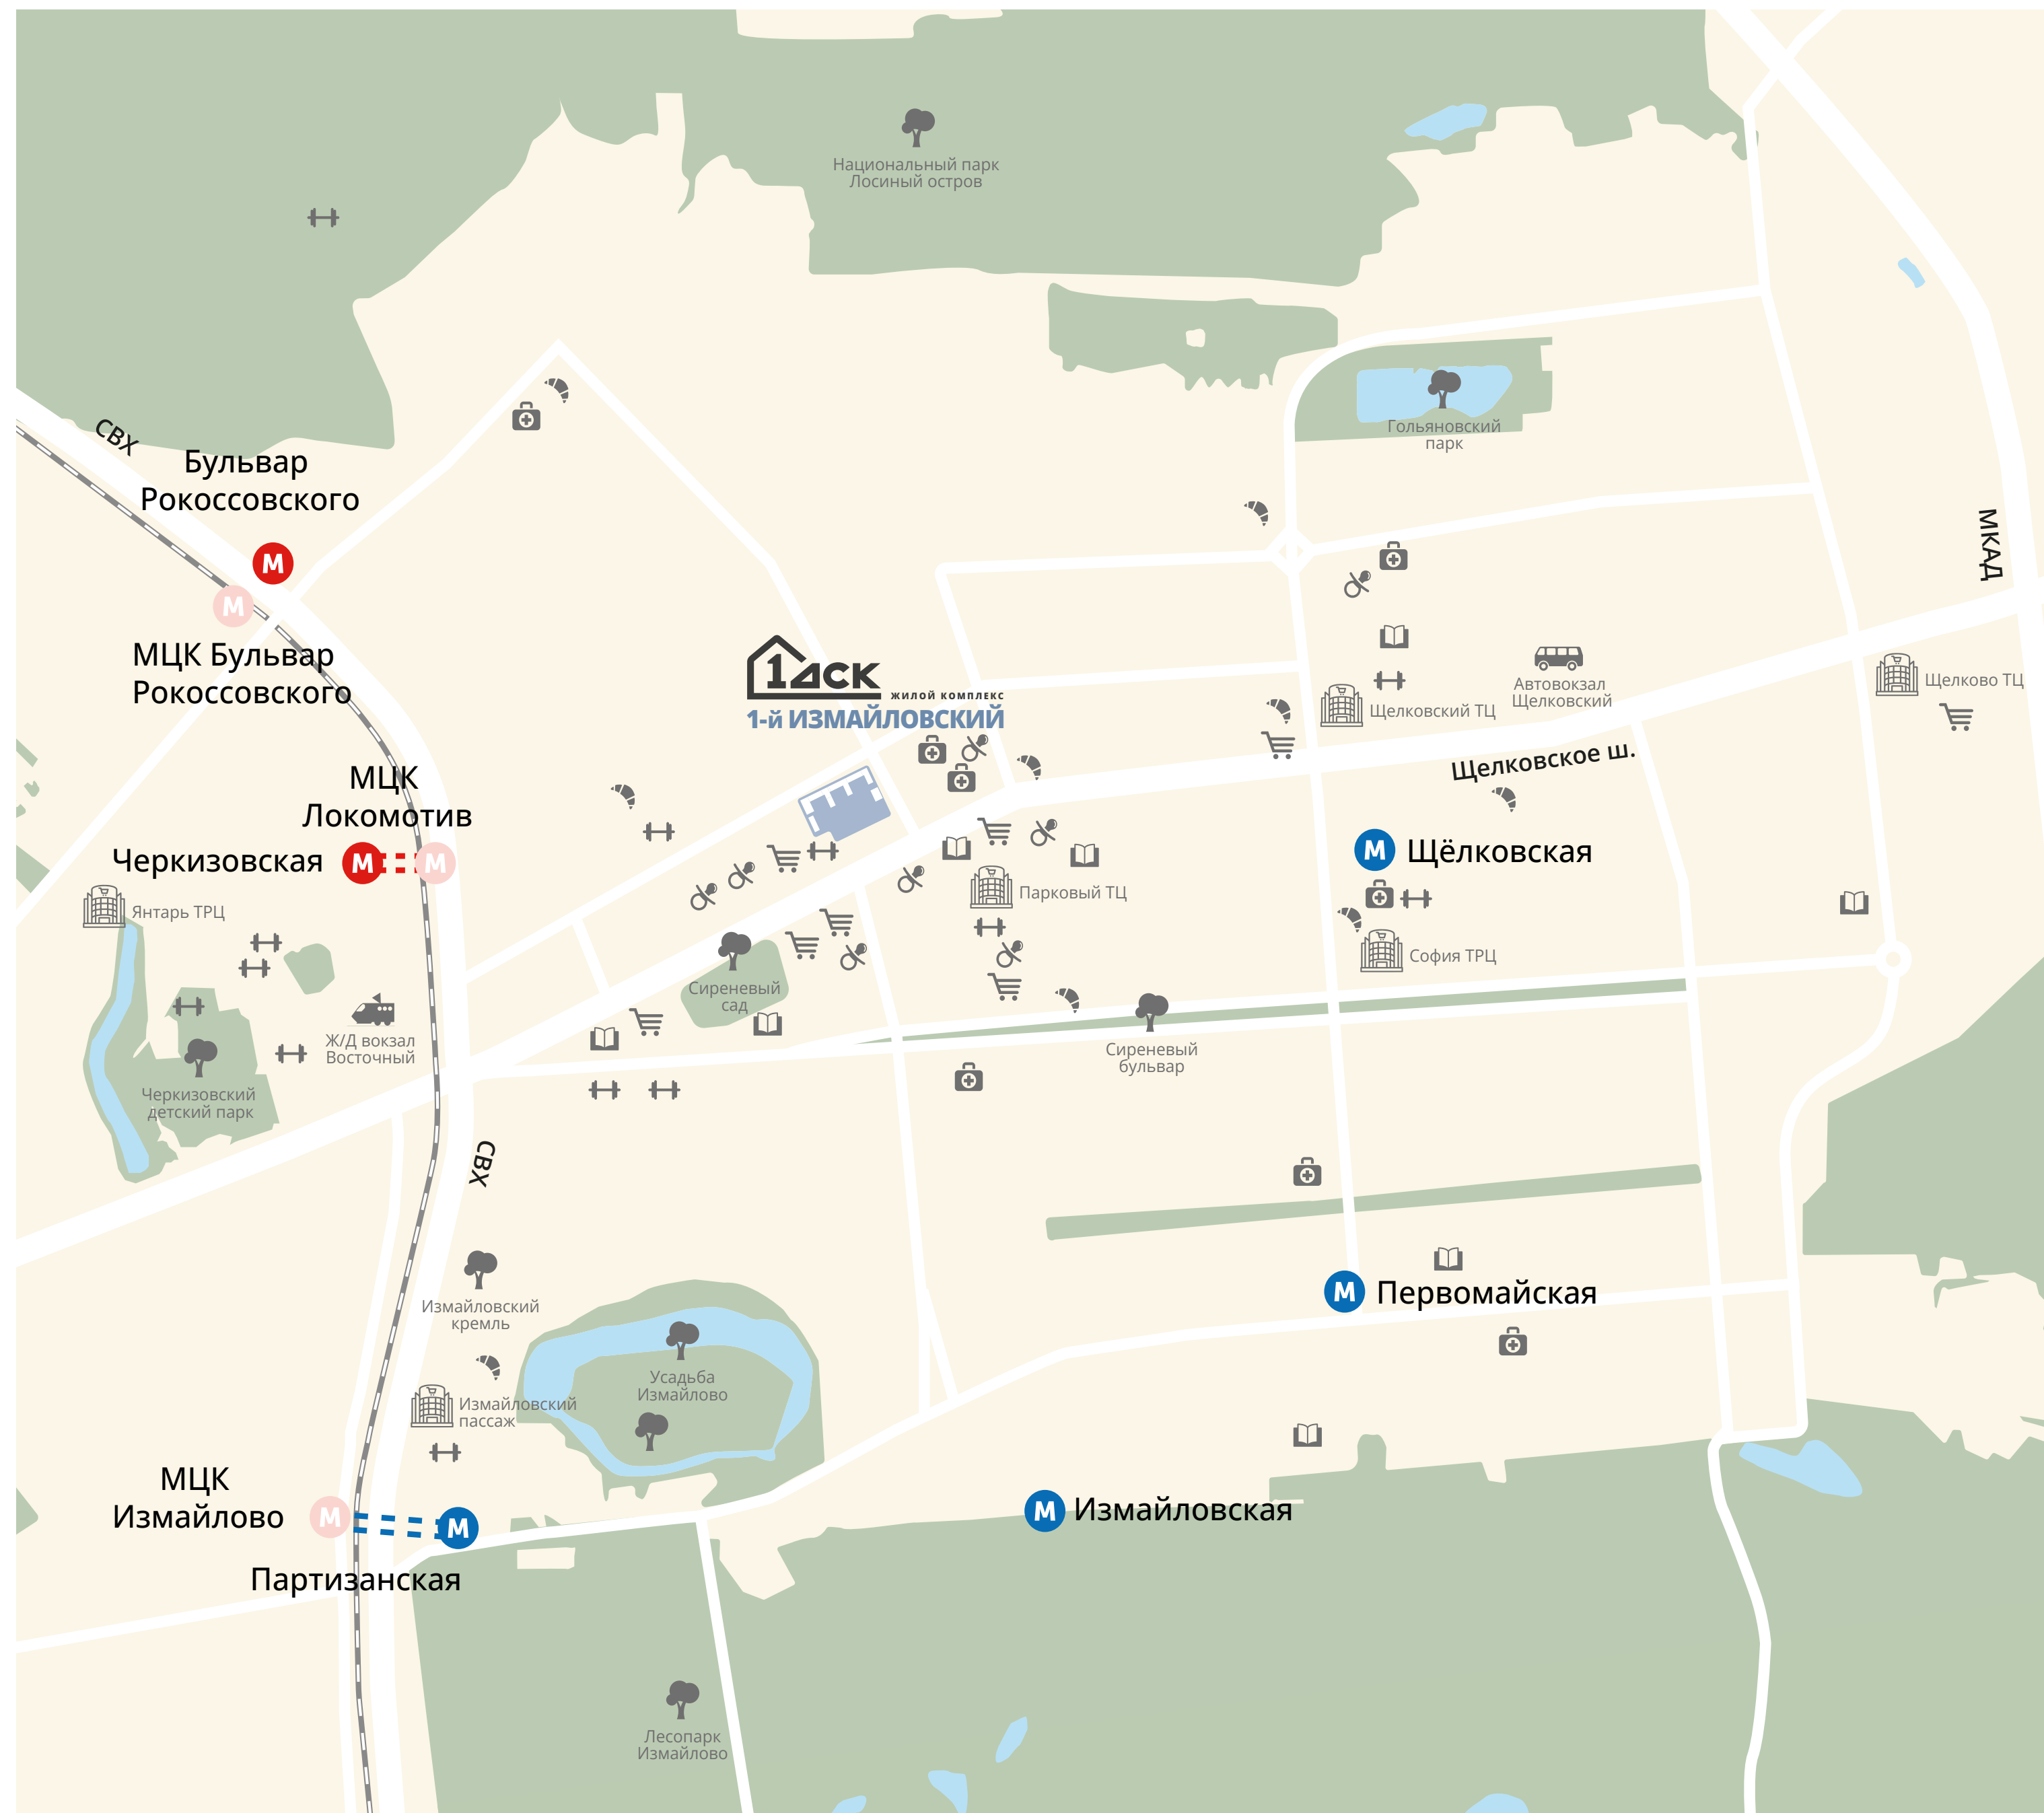 Национальный парк
Лосиный остров
СВХ
Бульвар
Рокоссовского
Гольяновский
парк
М
М
МЦК Бульвар
Рокоссовского
МКАД
1 ДСК
ЖИЛОЙ КОМПЛЕКС
1-й ИЗМАЙЛОВСКИЙ
Автовокзал
Щелковский
Щелково ТЦ
Щелковский ТЦ
Щелковское ш.
МЦК
Локомотив
Черкизовская
М
М
М
Щёлковская
Янтарь ТРЦ
Парковый ТЦ
София ТРЦ
Сиреневый
сад
Ж/Д вокзал
Восточный
Сиреневый
бульвар
Черкизовский
детский парк
СВХ
Измайловский
кремль
М
Первомайская
Усадьба
Измайлово
Измайловский
пассаж
МЦК
Измайлово
М
М
М
Измайловская
Партизанская
Лесопарк
Измайлово